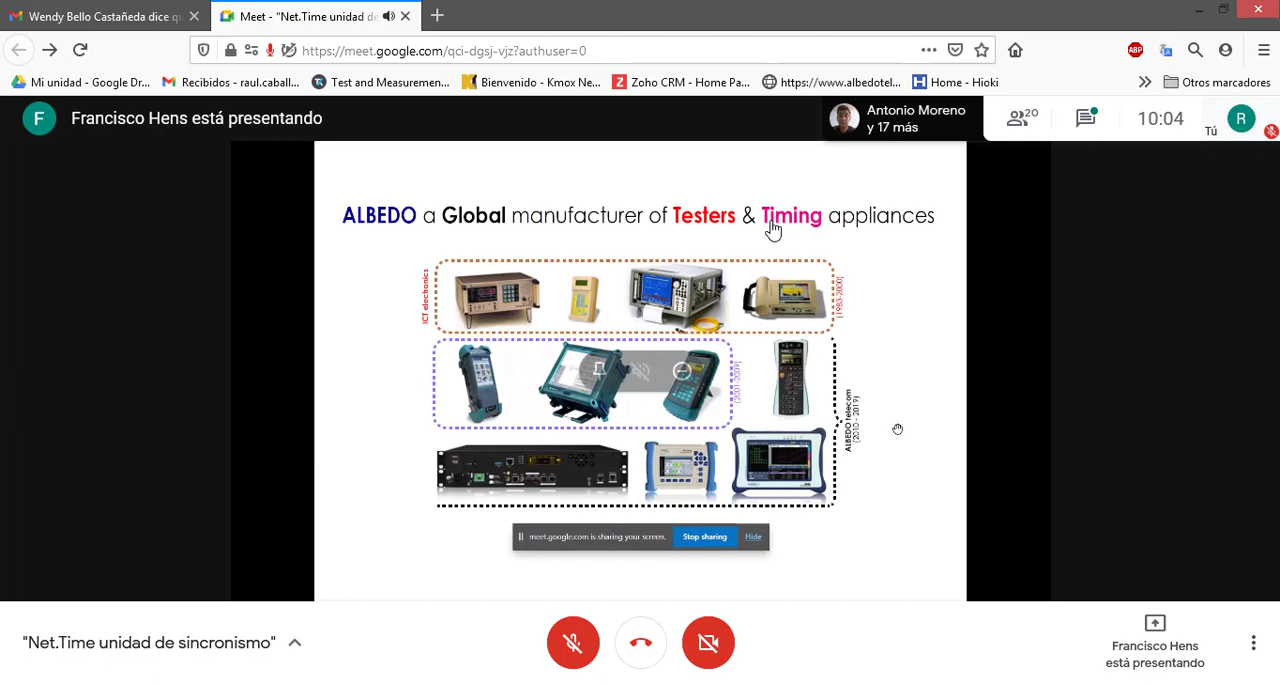 Wendy Bello Castañeda dice qu
Meet - "Net.Time unidad de
https://meet.google.com/qci-dgsj-vjz?authuser=0
ABP
Mi unidad - Google Dr...
Recibidos - raul.caball...
Test and Measuremen...
Bienvenido - Kmox Ne...
Zoho CRM - Home Pa...
https://www.albedotel...
Home - Hioki
Otros marcadores
F
Francisco Hens está presentando
Antonio Moreno
y 17 más
20
10:04
Tú
R
ALBEDO a Global manufacturer of Testers & Timing appliances
ICT electronics
(1983-2000)
(2001-2009)
ALBEDO telecom
(2010 - 2019)
meet.google.com is sharing your screen.
Stop sharing
Hide
"Net.Time unidad de sincronismo"
Francisco Hens
está presentando